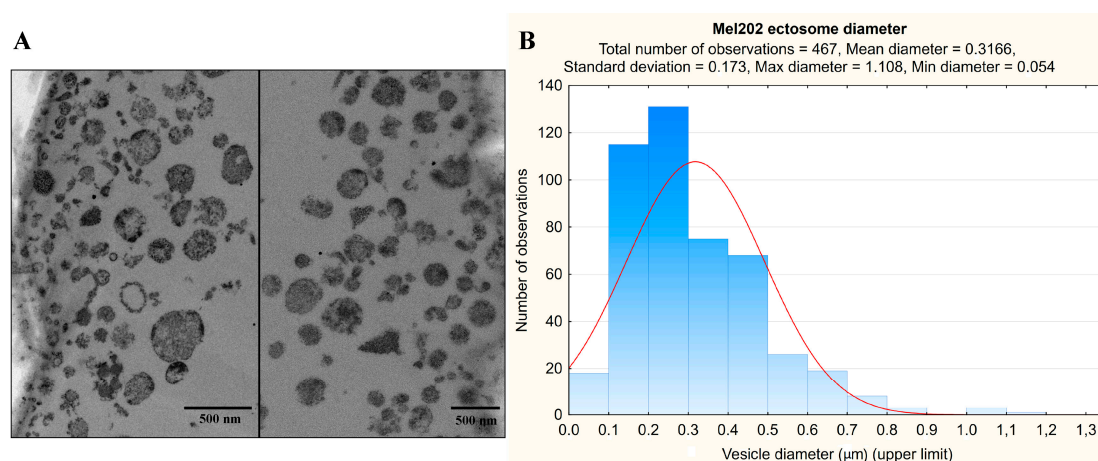 A
500 nm
500 nm
B
Mel202 ectosome diameter
Total number of observations = 467, Mean diameter = 0.3166,
Standard deviation = 0.173, Max diameter = 1.108, Min diameter = 0.054
Number of observations
140
120
100
80
60
40
20
0
0.0 0.1 0.2 0.3 0.4 0.5 0.6 0.7 0.8 0.9 1.0 1,1 1,2 1,3
Vesicle diameter (μm) (upper limit)